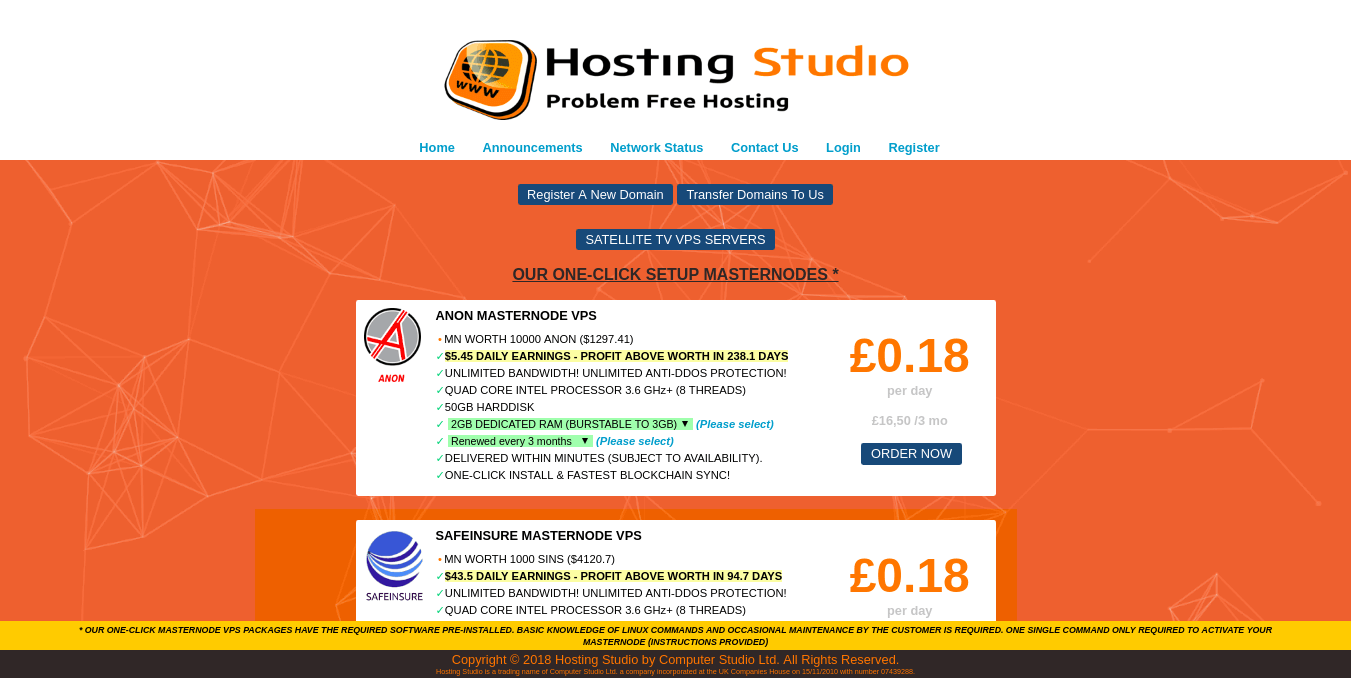 Hosting Studio
www
Problem Free Hosting
Home Announcements Network Status Contact Us Login Register
Register A New Domain Transfer Domains To Us
SATELLITE TV VPS SERVERS
OUR ONE-CLICK SETUP MASTERNODES *
ANON MASTERNODE VPS
• MN WORTH 10000 ANON ($1297.41)
✓$5.45 DAILY EARNINGS - PROFIT ABOVE WORTH IN 238.1 DAYS
✓UNLIMITED BANDWIDTH! UNLIMITED ANTI-DDOS PROTECTION!
✓QUAD CORE INTEL PROCESSOR 3.6 GHz+ (8 THREADS)
✓50GB HARDDISK
✓ 2GB DEDICATED RAM (BURSTABLE TO 3GB) ▼ (Please select)
✓ Renewed every 3 months ▼ (Please select)
✓DELIVERED WITHIN MINUTES (SUBJECT TO AVAILABILITY).
✓ONE-CLICK INSTALL & FASTEST BLOCKCHAIN SYNC!
ANON
£0.18
per day
£16,50 /3 mo
ORDER NOW
SAFEINSURE MASTERNODE VPS
• MN WORTH 1000 SINS ($4120.7)
✓$43.5 DAILY EARNINGS - PROFIT ABOVE WORTH IN 94.7 DAYS
✓UNLIMITED BANDWIDTH! UNLIMITED ANTI-DDOS PROTECTION!
✓QUAD CORE INTEL PROCESSOR 3.6 GHz+ (8 THREADS)
SAFEINSURE
£0.18
per day
* OUR ONE-CLICK MASTERNODE VPS PACKAGES HAVE THE REQUIRED SOFTWARE PRE-INSTALLED. BASIC KNOWLEDGE OF LINUX COMMANDS AND OCCASIONAL MAINTENANCE BY THE CUSTOMER IS REQUIRED. ONE SINGLE COMMAND ONLY REQUIRED TO ACTIVATE YOUR
MASTERNODE (INSTRUCTIONS PROVIDED)
Copyright © 2018 Hosting Studio by Computer Studio Ltd. All Rights Reserved.
Hosting Studio is a trading name of Computer Studio Ltd. a company incorporated at the UK Companies House on 15/11/2010 with number 07439288.